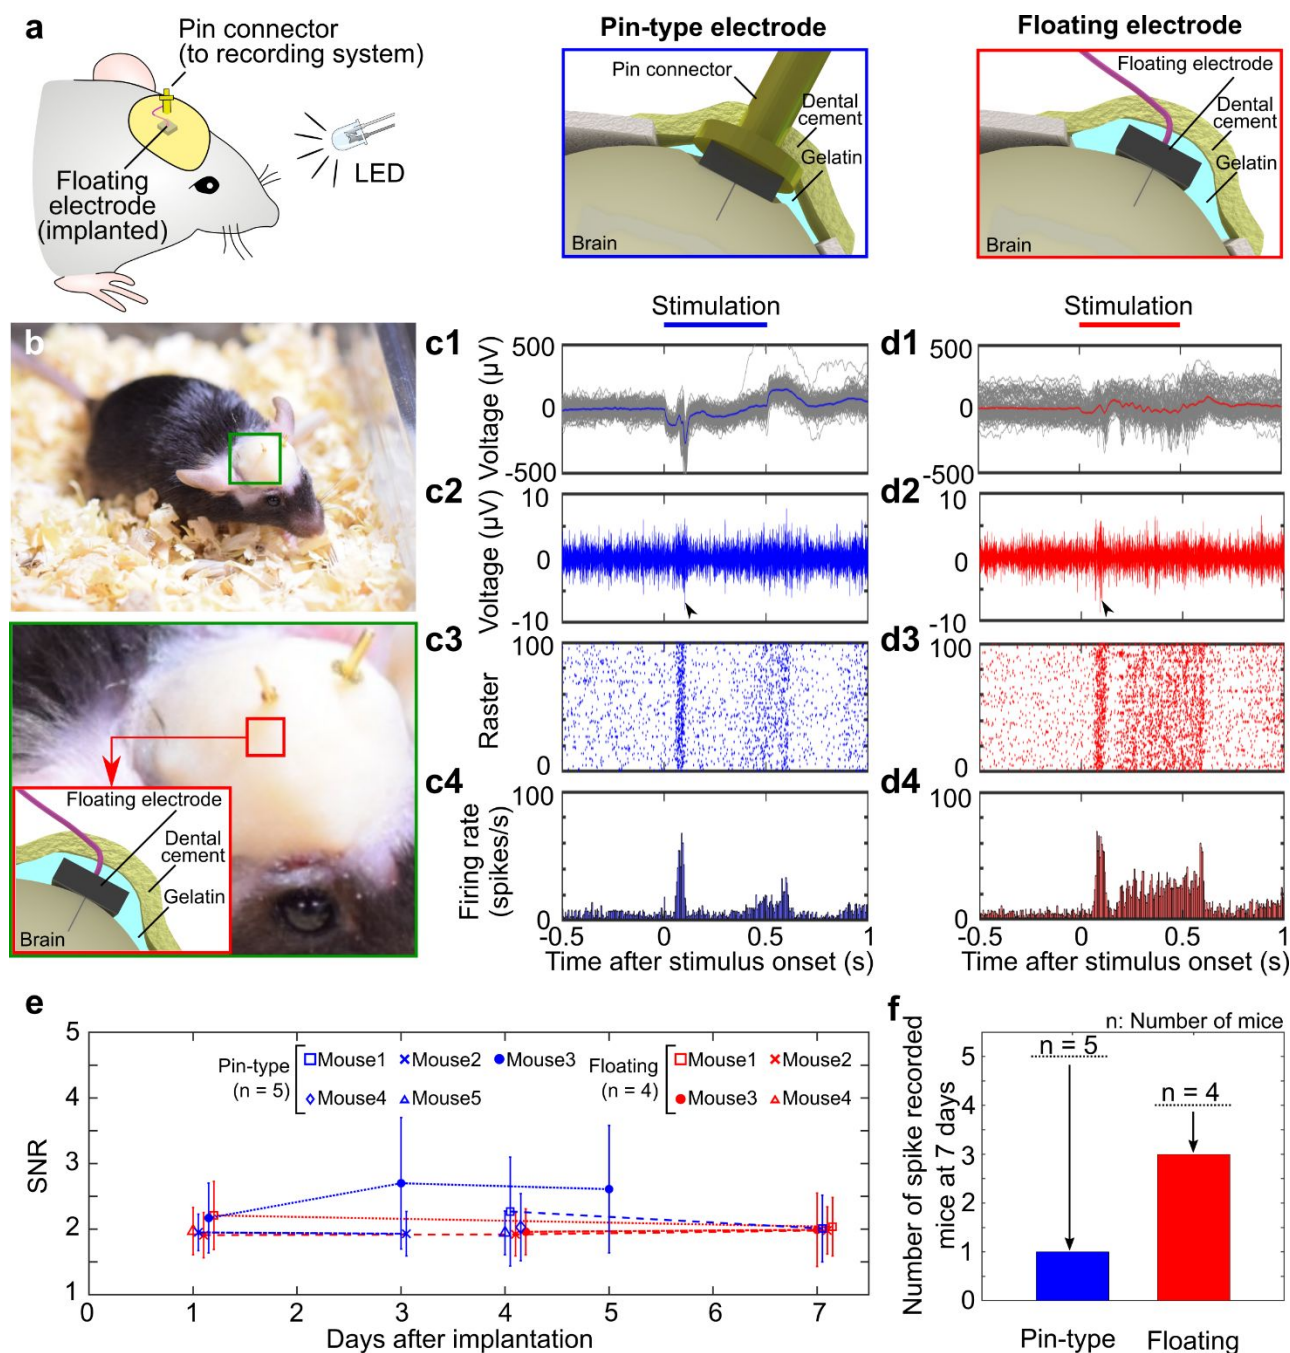 a
Pin connector
(to recording system)
LED
Floating
electrode
(implanted)
Pin-type electrode
Pin connector
Dental
cement
Gelatin
Brain
Floating electrode
Floating electrode
Dental
cement
Gelatin
Brain
b
Floating electrode
Dental
cement
Gelatin
Brain
Stimulation
c1
Voltage (µV)
500
0
-500
c2
Voltage (µV)
10
0
-10
c3
Raster
100
0
c4
Firing rate
(spikes/s)
100
0
-0.5 0 0.5 1
Time after stimulus onset (s)
Stimulation
d1
500
0
-500
d2
10
0
-10
d3
100
0
d4
100
0
-0.5 0 0.5 1
Time after stimulus onset (s)
e
SNR
5
4
3
2
1
0 1 2 3 4 5 6 7
Days after implantation
Pin-type
(n = 5)
Mouse1 Mouse2 Mouse3
Mouse4 Mouse5
Floating
(n = 4)
Mouse1 Mouse2
Mouse3 Mouse4
f
n: Number of mice
Number of spike recorded
mice at 7 days
5
4
3
2
1
0
n = 5
n = 4
Pin-type Floating